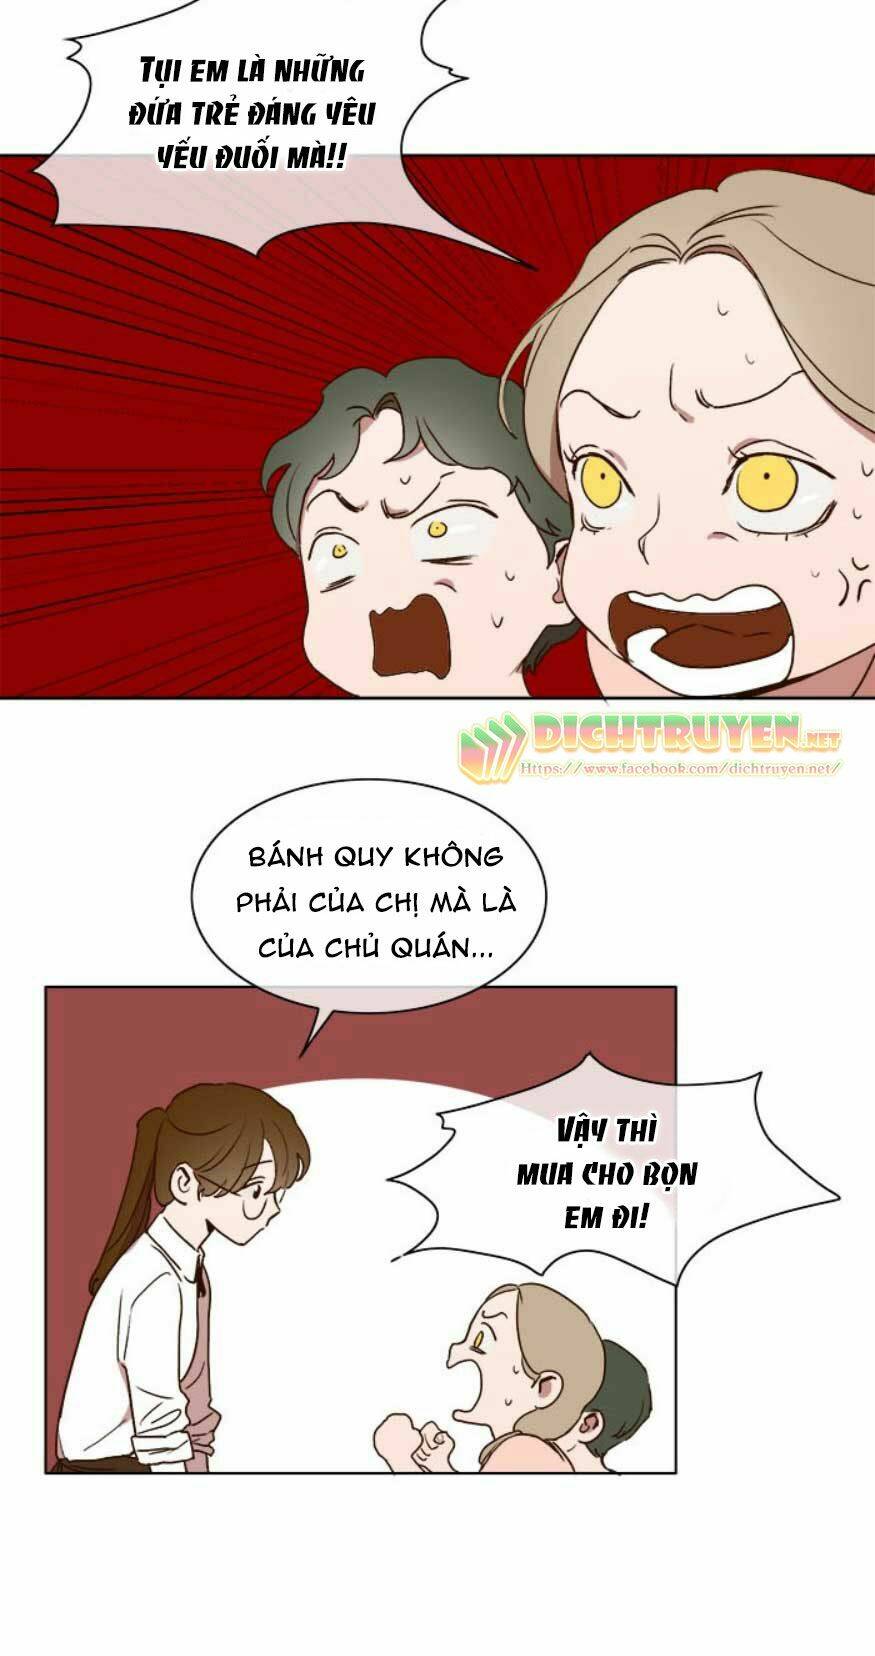 TỤI EM LÀ NHỮNG
ĐỨA TRẺ ĐÁNG YÊU
YẾU ĐUỐI MÀ!!
DICHTRUYEN.NET
Https://www.facebook.com/dichtruyen.net/
BÁNH QUY KHÔNG
PHẢI CỦA CHỊ MÀ LÀ
CỦA CHỦ QUÁN...
VẬY THÌ
MUA CHO BỌN
EM ĐI!